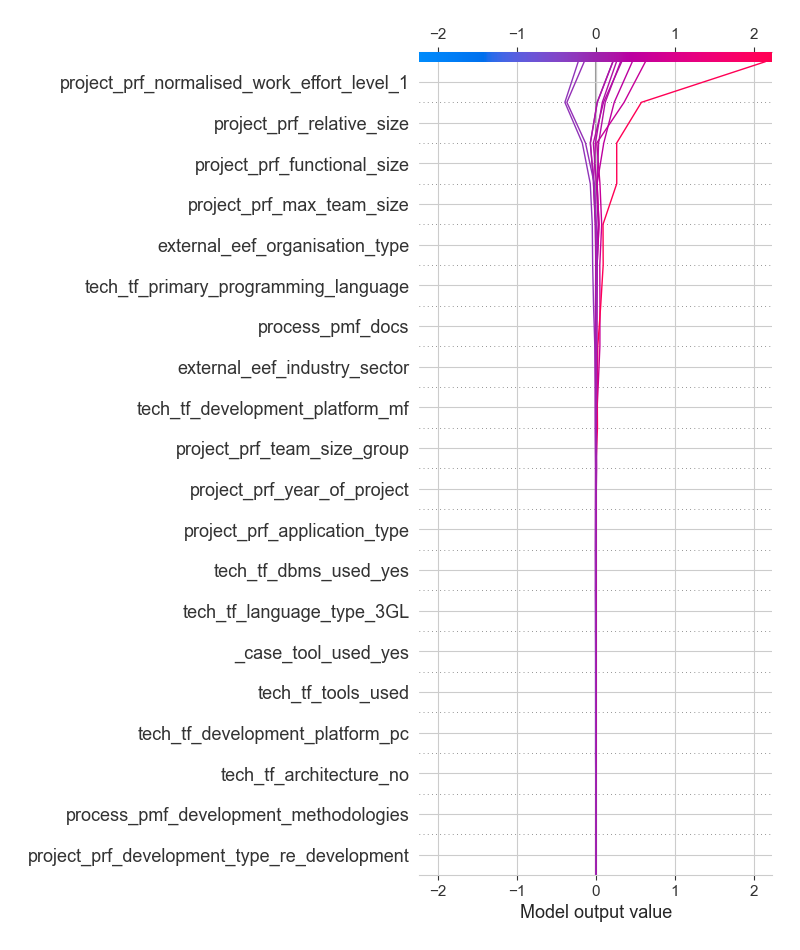 −2 −1 0 1 2
project_prf_normalised_work_effort_level_1
project_prf_relative_size
project_prf_functional_size
project_prf_max_team_size
external_eef_organisation_type
tech_tf_primary_programming_language
process_pmf_docs
external_eef_industry_sector
tech_tf_development_platform_mf
project_prf_team_size_group
project_prf_year_of_project
project_prf_application_type
tech_tf_dbms_used_yes
tech_tf_language_type_3GL
_case_tool_used_yes
tech_tf_tools_used
tech_tf_development_platform_pc
tech_tf_architecture_no
process_pmf_development_methodologies
project_prf_development_type_re_development
−2 −1 0 1 2
Model output value